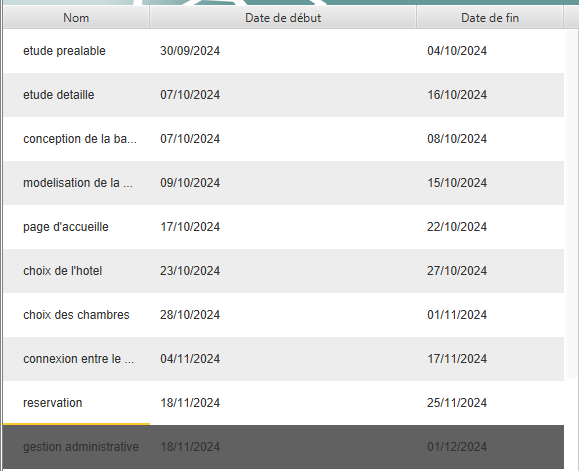 Nom Date de début Date de fin
etude prealable 30/09/2024 04/10/2024
etude detaille 07/10/2024 16/10/2024
conception de la ba... 07/10/2024 08/10/2024
modelisation de la ... 09/10/2024 15/10/2024
page d'accueille 17/10/2024 22/10/2024
choix de l'hotel 23/10/2024 27/10/2024
choix des chambres 28/10/2024 01/11/2024
connexion entre le ... 04/11/2024 17/11/2024
reservation 18/11/2024 25/11/2024
gestion administrative 18/11/2024 01/12/2024